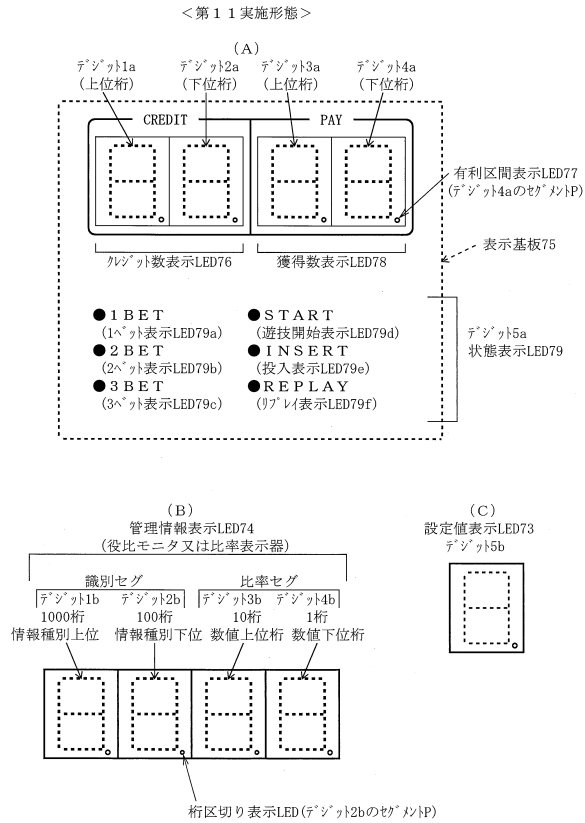 ＜第１１実施形態＞
（Ａ）
ﾃﾞｼﾞｯﾄ1a ﾃﾞｼﾞｯﾄ2a ﾃﾞｼﾞｯﾄ3a ﾃﾞｼﾞｯﾄ4a
(上位桁) (下位桁) (上位桁) (下位桁)
CREDIT PAY
有利区間表示LED77
(ﾃﾞｼﾞｯﾄ4aのｾｸﾞﾒﾝﾄP)
ｸﾚｼﾞｯﾄ数表示LED76 獲得数表示LED78
表示基板75
●１ＢＥＴ ●ＳＴＡＲＴ
(1ﾍﾞｯﾄ表示LED79a) (遊技開始表示LED79d)
●２ＢＥＴ ●ＩＮＳＥＲＴ
(2ﾍﾞｯﾄ表示LED79b) (投入表示LED79e)
●３ＢＥＴ ●ＲＥＰＬＡＹ
(3ﾍﾞｯﾄ表示LED79c) (ﾘﾌﾟﾚｲ表示LED79f)
ﾃﾞｼﾞｯﾄ5a
状態表示LED79
（Ｂ）
管理情報表示LED74
(役比モニタ又は比率表示器)
識別セグ 比率セグ
ﾃﾞｼﾞｯﾄ1b ﾃﾞｼﾞｯﾄ2b ﾃﾞｼﾞｯﾄ3b ﾃﾞｼﾞｯﾄ4b
1000桁 100桁 10桁 1桁
情報種別上位 情報種別下位 数値上位桁 数値下位桁
桁区切り表示LED(ﾃﾞｼﾞｯﾄ2bのｾｸﾞﾒﾝﾄP)
（Ｃ）
設定値表示LED73
ﾃﾞｼﾞｯﾄ5b